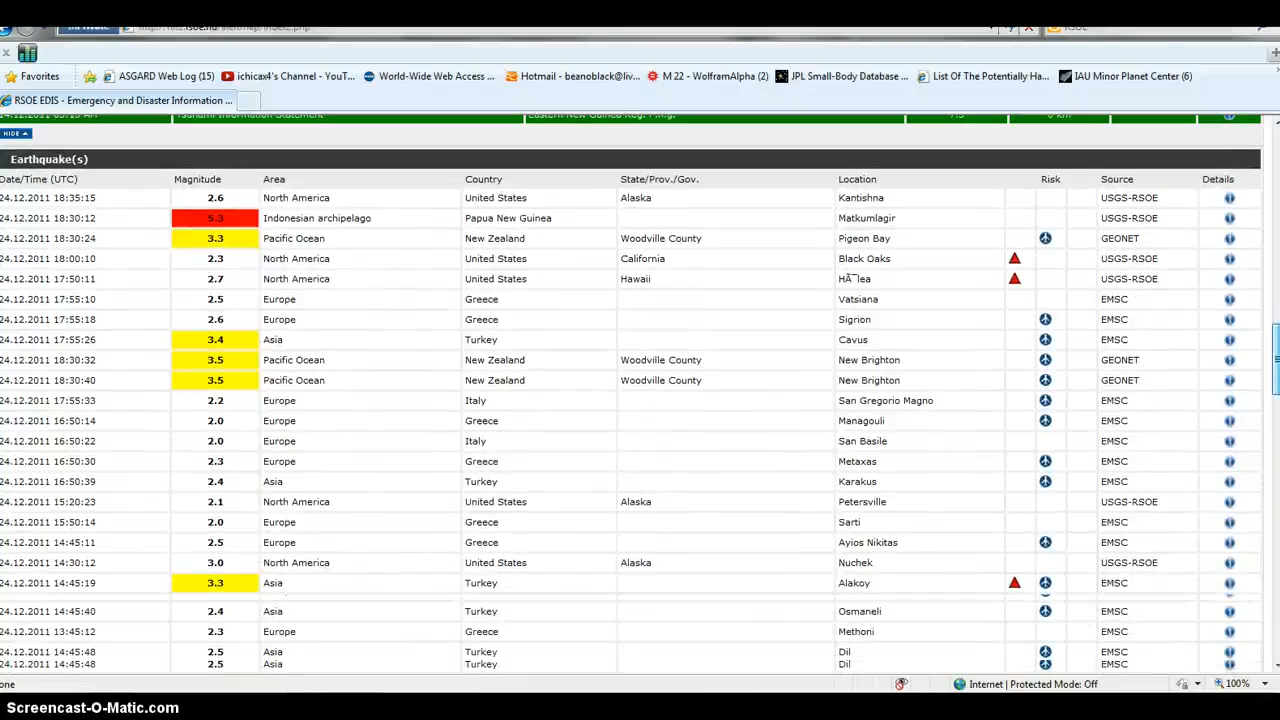 Favorites ASGARD Web Log (15) ichicax4's Channel - YouT... World-Wide Web Access ... Hotmail - beanoblack@liv... M 22 - WolframAlpha (2) JPL Small-Body Database ... List Of The Potentially Ha... IAU Minor Planet Center (6)
RSOE EDIS - Emergency and Disaster Information ...
Tsunami Information Statement Eastern New Guinea Reg. P.n.g.
HIDE
Earthquake(s)
Date/Time (UTC) Magnitude Area Country State/Prov./Gov. Location Risk Source Details
24.12.2011 18:35:15 2.6 North America United States Alaska Kantishna USGS-RSOE
24.12.2011 18:30:12 5.3 Indonesian archipelago Papua New Guinea Matkumlagir USGS-RSOE
24.12.2011 18:30:24 3.3 Pacific Ocean New Zealand Woodville County Pigeon Bay GEONET
24.12.2011 18:00:10 2.3 North America United States California Black Oaks USGS-RSOE
24.12.2011 17:50:11 2.7 North America United States Hawaii HÃ¯lea USGS-RSOE
24.12.2011 17:55:10 2.5 Europe Greece Vatsiana EMSC
24.12.2011 17:55:18 2.6 Europe Greece Sigrion EMSC
24.12.2011 17:55:26 3.4 Asia Turkey Cavus EMSC
24.12.2011 18:30:32 3.5 Pacific Ocean New Zealand Woodville County New Brighton GEONET
24.12.2011 18:30:40 3.5 Pacific Ocean New Zealand Woodville County New Brighton GEONET
24.12.2011 17:55:33 2.2 Europe Italy San Gregorio Magno EMSC
24.12.2011 16:50:14 2.0 Europe Greece Managouli EMSC
24.12.2011 16:50:22 2.0 Europe Italy San Basile EMSC
24.12.2011 16:50:30 2.3 Europe Greece Metaxas EMSC
24.12.2011 16:50:39 2.4 Asia Turkey Karakus EMSC
24.12.2011 15:20:23 2.1 North America United States Alaska Petersville USGS-RSOE
24.12.2011 15:50:14 2.0 Europe Greece Sarti EMSC
24.12.2011 14:45:11 2.5 Europe Greece Ayios Nikitas EMSC
24.12.2011 14:30:12 3.0 North America United States Alaska Nuchek USGS-RSOE
24.12.2011 14:45:19 3.3 Asia Turkey Alakoy EMSC
24.12.2011 14:45:40 2.4 Asia Turkey Osmaneli EMSC
24.12.2011 13:45:12 2.3 Europe Greece Methoni EMSC
24.12.2011 14:45:48 2.5 Asia Turkey Dil EMSC
24.12.2011 14:45:48 2.5 Asia Turkey Dil EMSC
one Internet | Protected Mode: Off 100%
Screencast-O-Matic.com